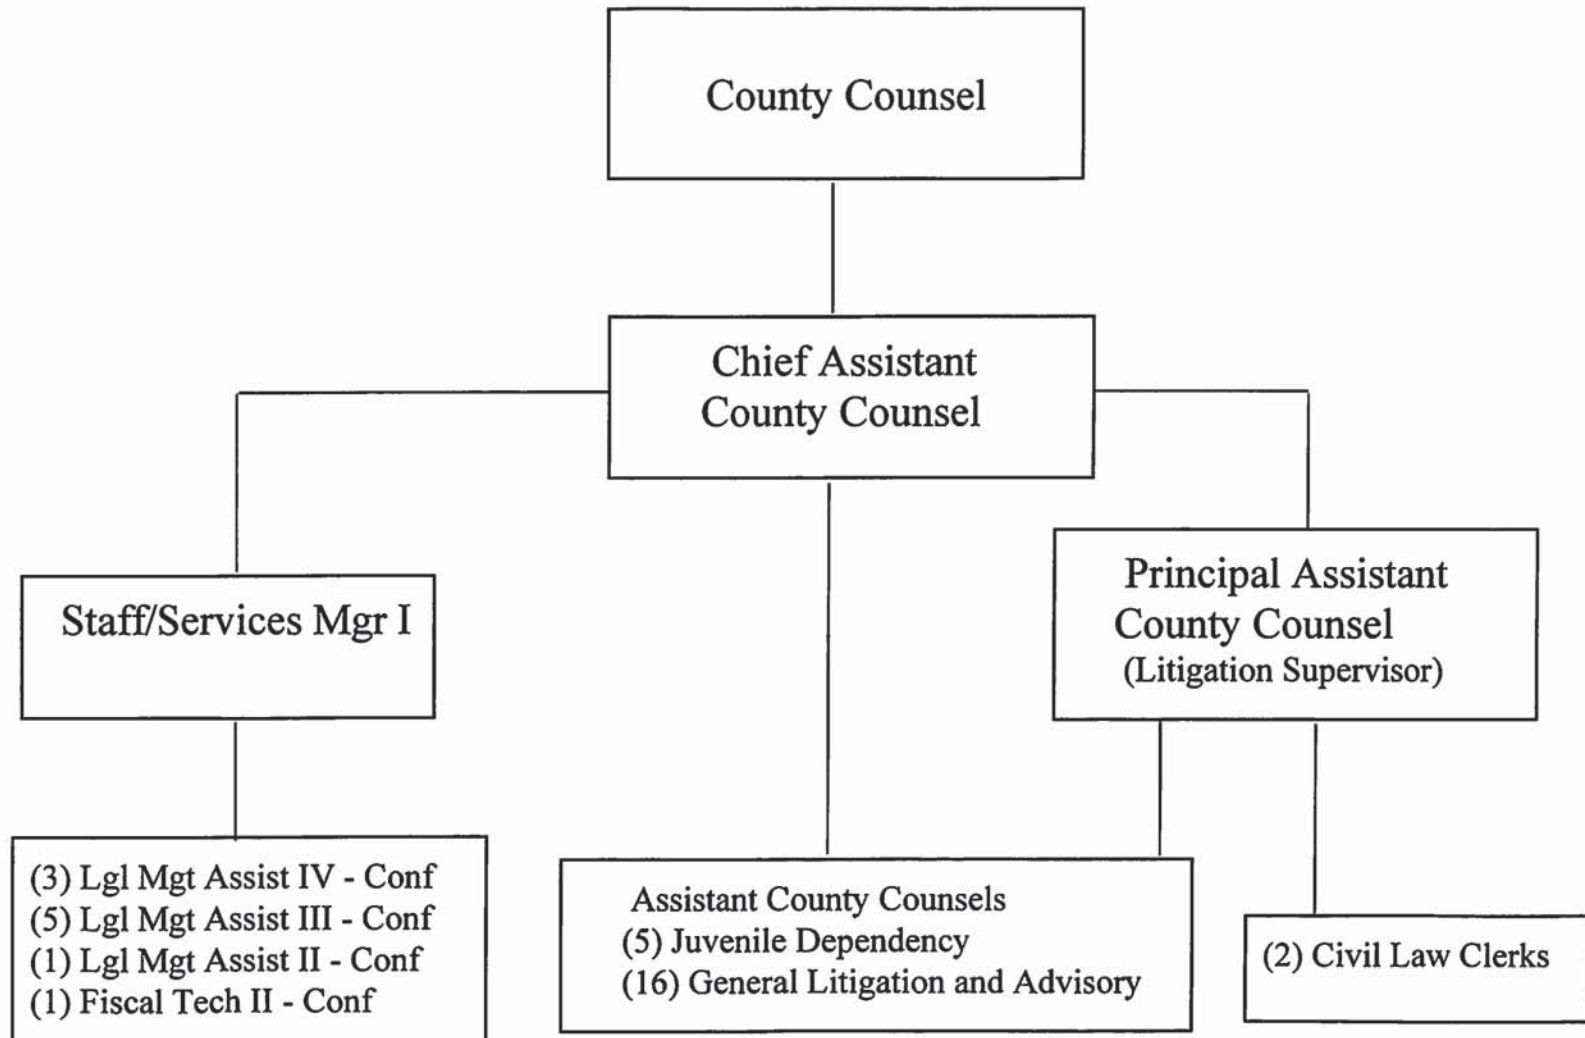 County Counsel
Chief Assistant
County Counsel
Staff/Services Mgr I
Principal Assistant
County Counsel
(Litigation Supervisor)
(3) Lgl Mgt Assist IV - Conf
(5) Lgl Mgt Assist III - Conf
(1) Lgl Mgt Assist II - Conf
(1) Fiscal Tech II - Conf
Assistant County Counsels
(5) Juvenile Dependency
(16) General Litigation and Advisory
(2) Civil Law Clerks